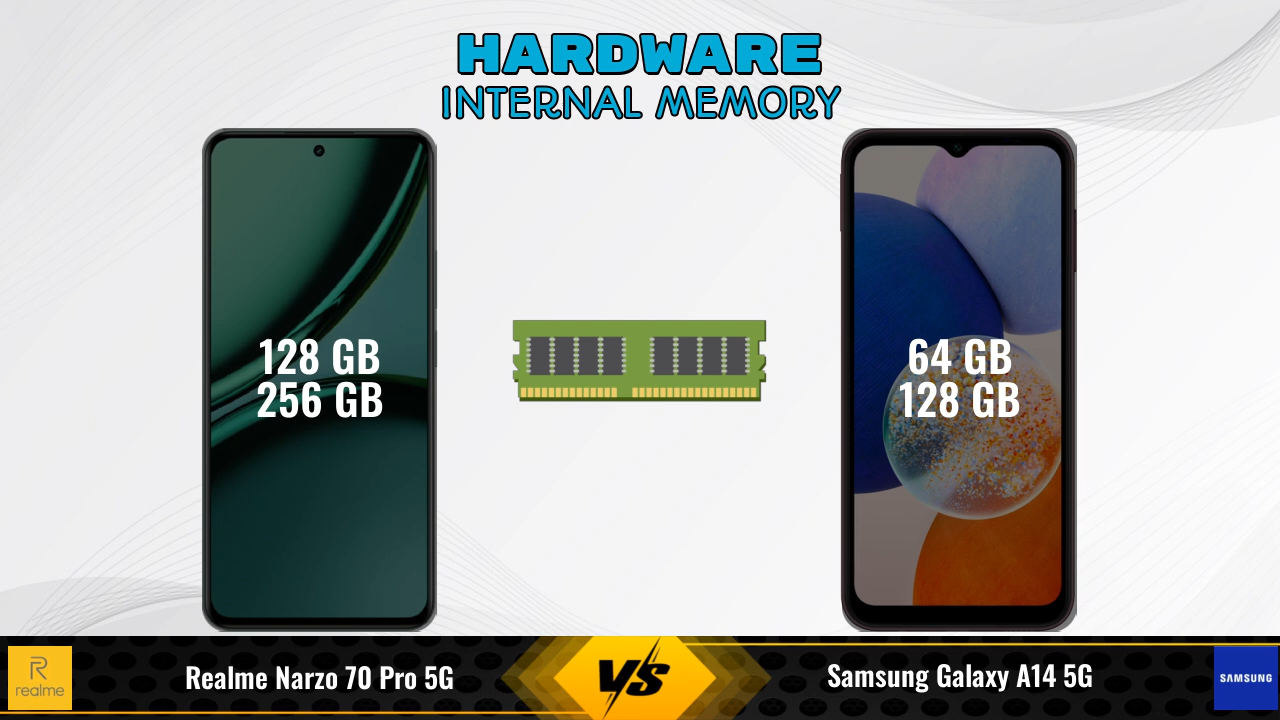 HARDWARE
INTERNAL MEMORY
128 GB
256 GB
64 GB
128 GB
realme
Realme Narzo 70 Pro 5G
VS
Samsung Galaxy A14 5G
SAMSUNG